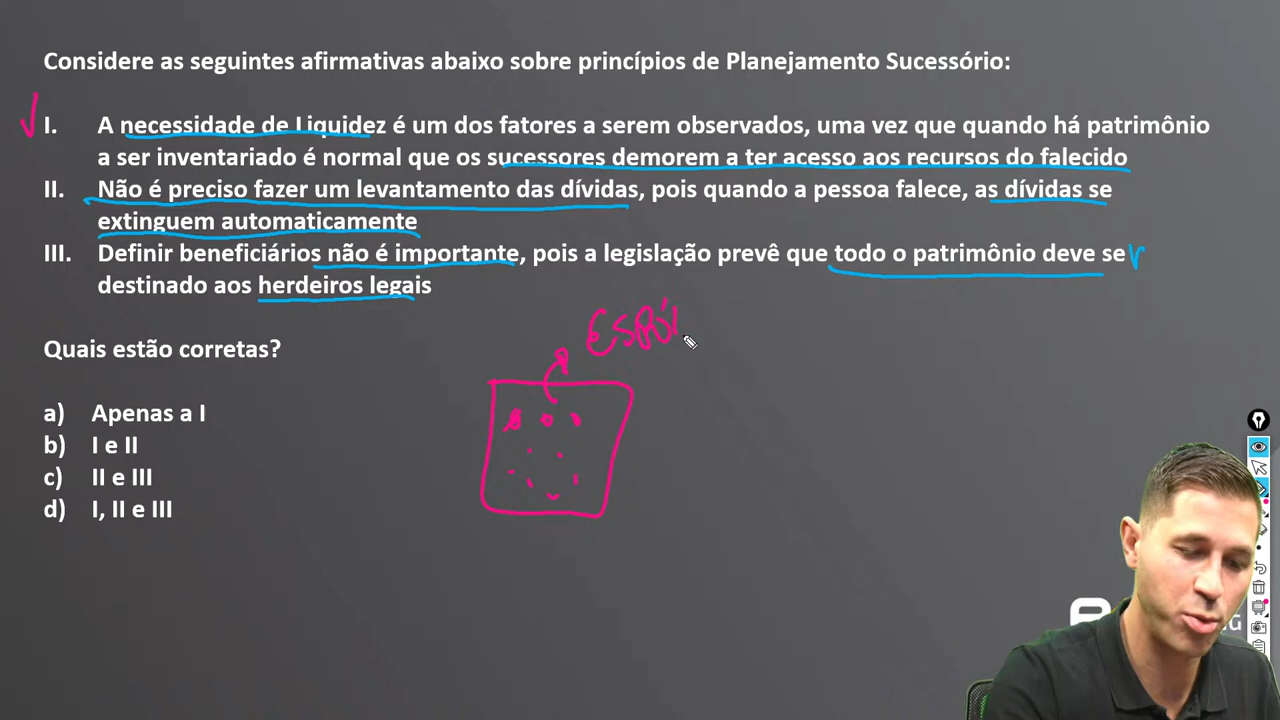 Considere as seguintes afirmativas abaixo sobre princípios de Planejamento Sucessório:
I. A necessidade de Liquidez é um dos fatores a serem observados, uma vez que quando há patrimônio
a ser inventariado é normal que os sucessores demorem a ter acesso aos recursos do falecido
II. Não é preciso fazer um levantamento das dívidas, pois quando a pessoa falece, as dívidas se
extinguem automaticamente
III. Definir beneficiários não é importante, pois a legislação prevê que todo o patrimônio deve ser
destinado aos herdeiros legais
ESPÓI
Quais estão corretas?
a) Apenas a I
b) I e II
c) II e III
d) I, II e III